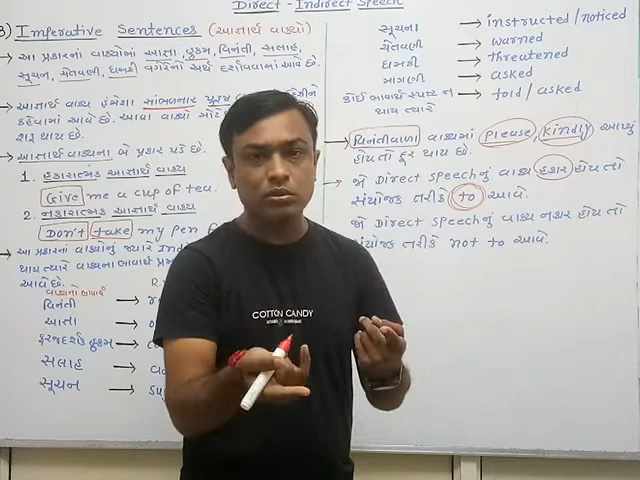 Direct - Indirect Speech
3) Imperative Sentences (આજ્ઞાર્થ વાક્યો)
→ આ પ્રકારનાં વાક્યોમાં આજ્ઞા, હુકમ, વિનંતી, સલાહ,
સૂચન, ચેતવણી, ધમકી વગેરેનો અર્થ દર્શાવવામાં આવે છે.
→ આજ્ઞાર્થ વાક્ય હંમેશા સાંભળનાર પુરુષ
કહેવામાં આવે છે. આવા વાક્યો માટે
શરૂ થાય છે.
→ આજ્ઞાર્થ વાક્યના બે પ્રકાર પડે છે.
1. હકારાત્મક આજ્ઞાર્થ વાક્ય
Give me a cup of tea.
2. નકારાત્મક આજ્ઞાર્થ વાક્ય
Don't take my pen
→ આ પ્રકારના વાક્યોનું જ્યારે
થાય ત્યારે વાક્યના ભાવાર્થ
આવે છે.
વાક્યનો ભાવાર્થ
વિનંતી →
આજ્ઞા →
ફરજદર્શક હુકમ →
સલાહ →
સૂચન →
સૂચના → instructed / noticed
ચેતવણી → warned
ધમકી → threatened
માગણી → asked
કોઈ ભાવાર્થ સ્પષ્ટ ન → told / asked
થાય ત્યારે
→ વિનંતીવાળા વાક્યમાં please, kindly આવ્યું
હોય તો દૂર થાય છે.
→ જો Direct speech નું વાક્ય હકાર હોય તો
સંયોજક તરીકે to આવે.
જો Direct speech નું વાક્ય નકાર હોય તો
સંયોજક તરીકે not to આવે.
COTTON CANDY